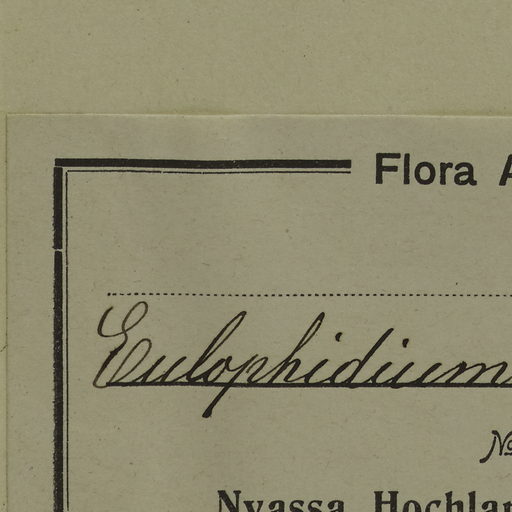 Flora A
Eulophidium
№
Nyassa Hochlan